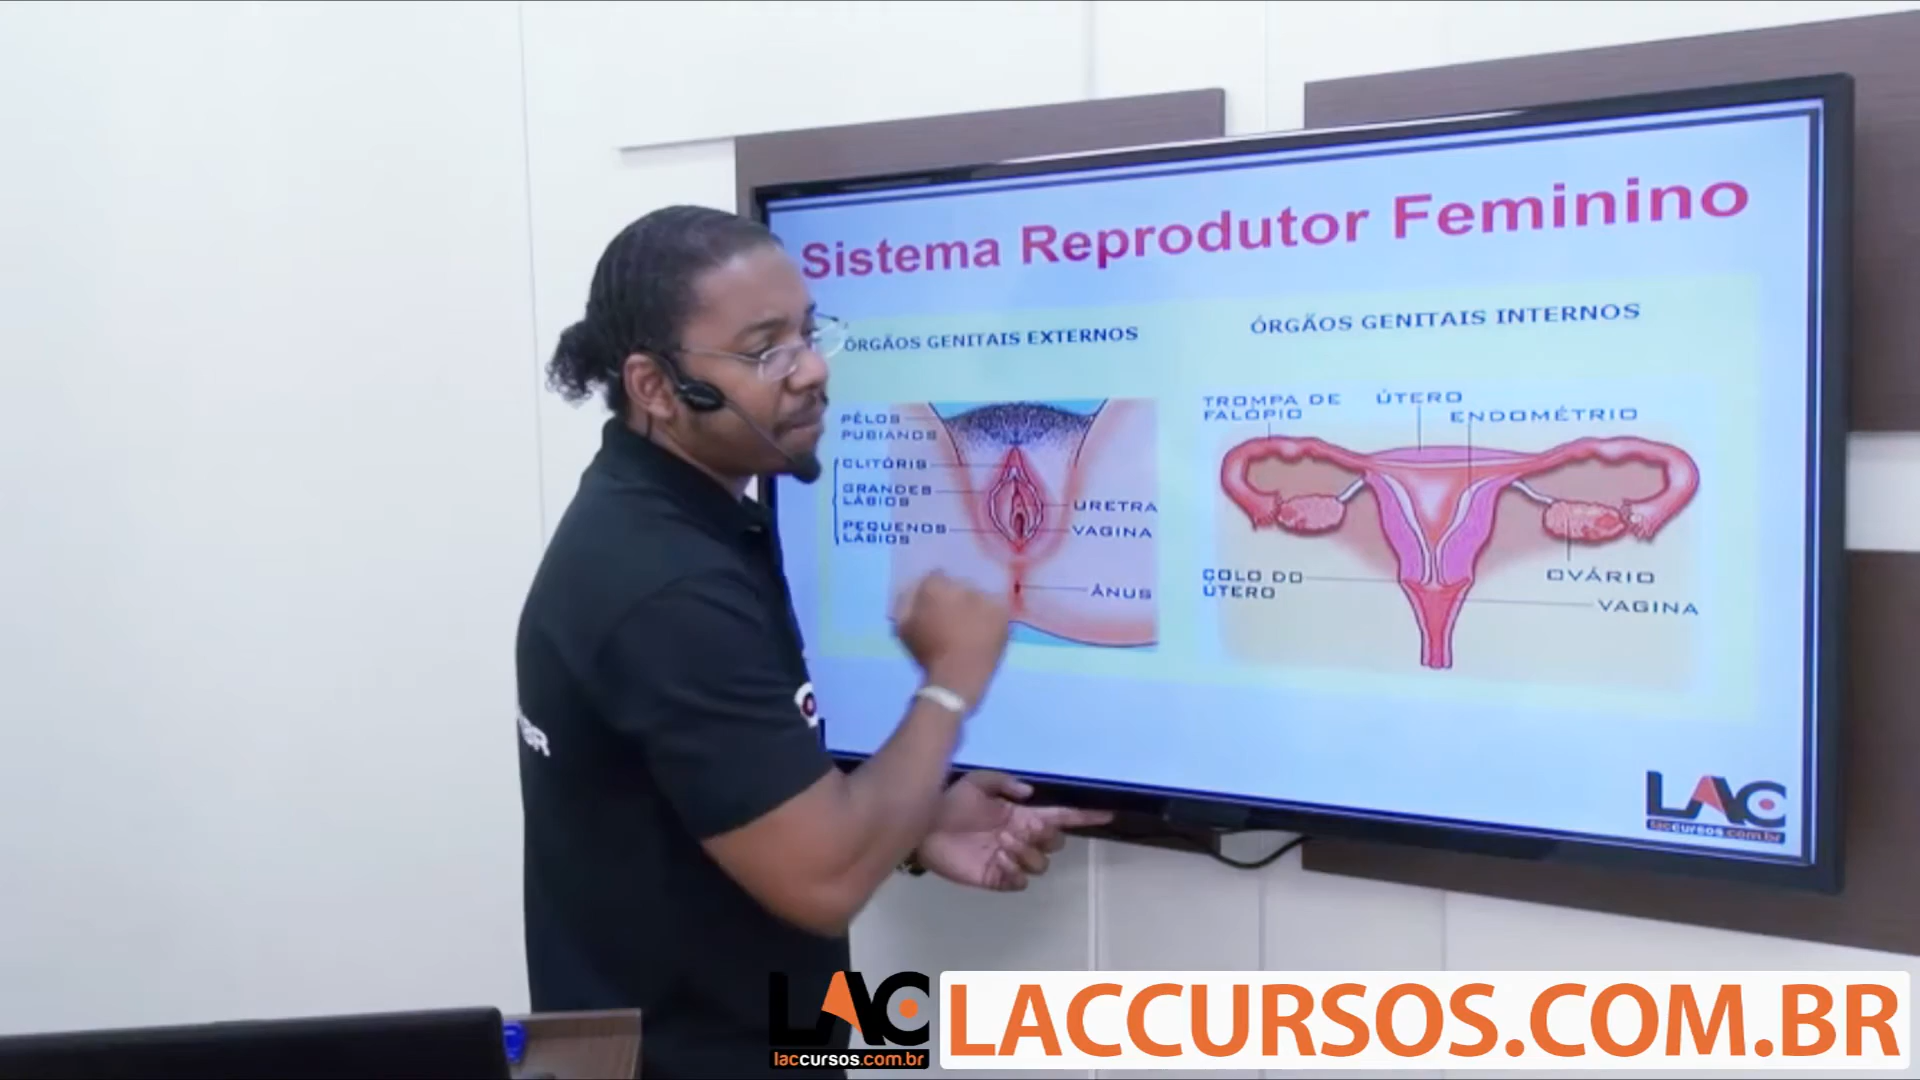 Sistema Reprodutor Feminino
ÓRGÃOS GENITAIS EXTERNOS
PÊLOS
PUBIANOS
CLITÓRIS
GRANDES
LÁBIOS
PEQUENOS
LÁBIOS
URETRA
VAGINA
ÂNUS
ÓRGÃOS GENITAIS INTERNOS
TROMPA DE
FALÓPIO
ÚTERO
ENDOMÉTRIO
COLO DO
ÚTERO
OVÁRIO
VAGINA
LAC
laccursos.com.br
LAC
laccursos.com.br
LACCURSOS.COM.BR